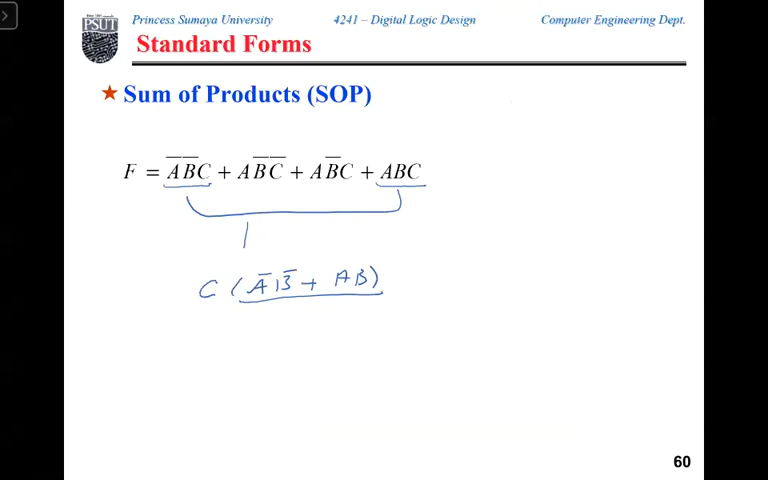 Princess Sumaya University 4241 – Digital Logic Design Computer Engineering Dept.
PSUT
Standard Forms
★ Sum of Products (SOP)
F = A̅B̅C + AB̅C̅ + AB̅C + ABC
C (A̅B̅ + AB)
60